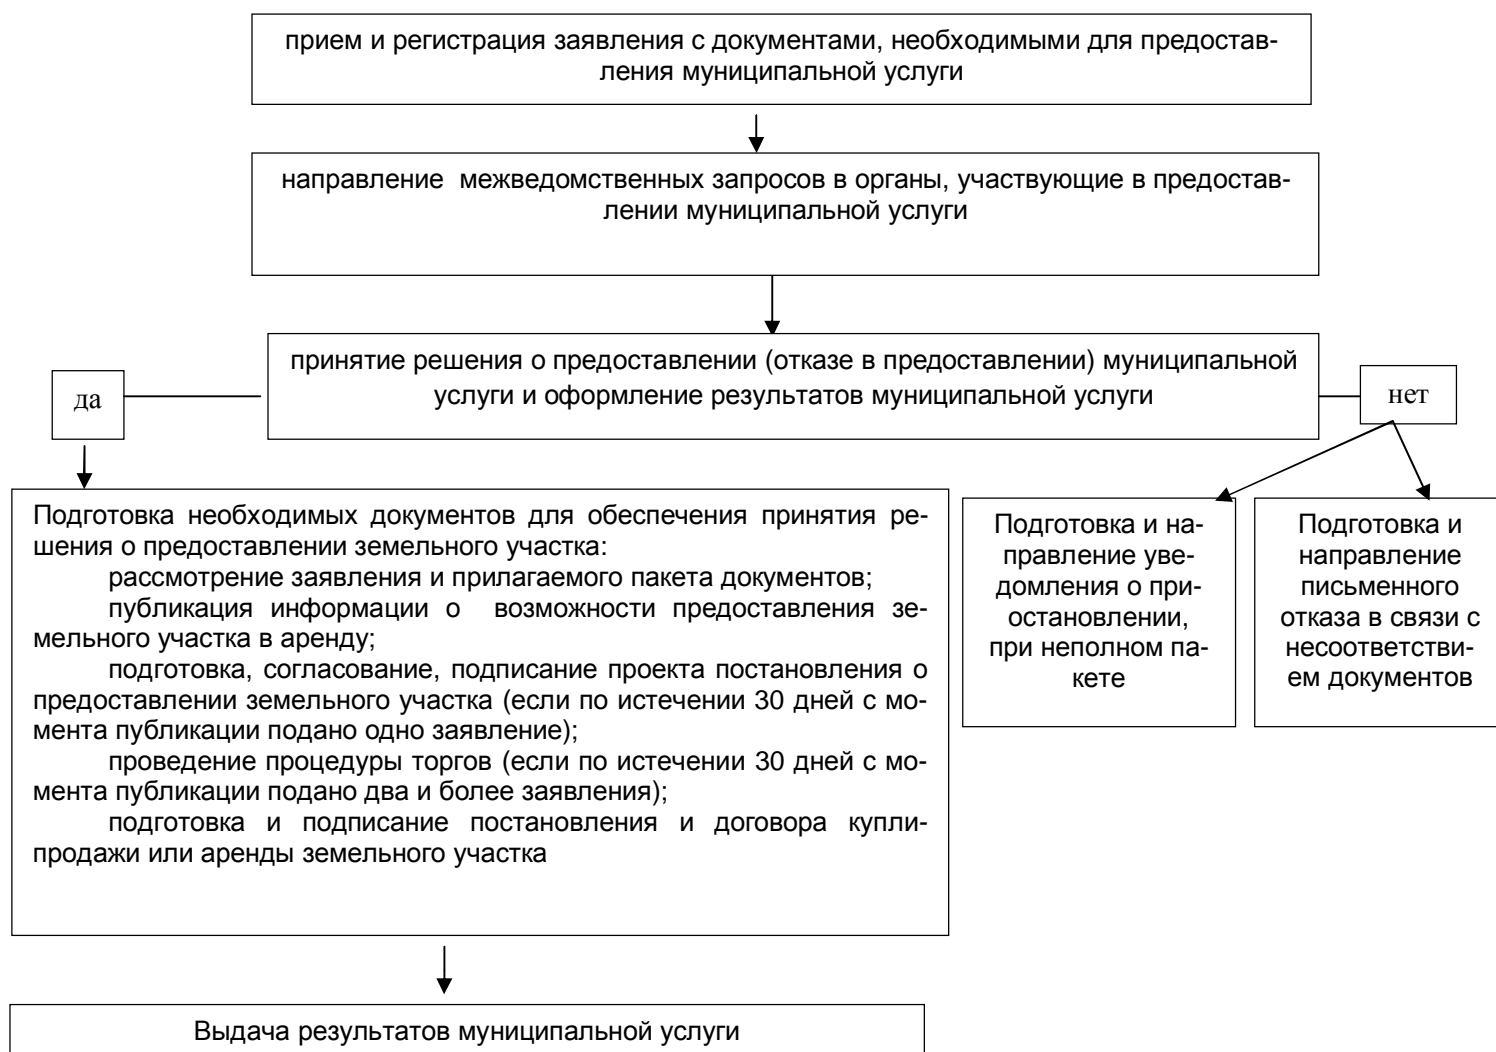 прием и регистрация заявления с документами, необходимыми для предостав-
ления муниципальной услуги
направление  межведомственных запросов в органы, участвующие в предостав-
лении муниципальной услуги
принятие решения о предоставлении (отказе в предоставлении) муниципальной
услуги и оформление результатов муниципальной услуги
да
нет
Подготовка необходимых документов для обеспечения принятия ре-
шения о предоставлении земельного участка:
рассмотрение заявления и прилагаемого пакета документов;
публикация информации о  возможности предоставления зе-
мельного участка в аренду;
подготовка, согласование, подписание проекта постановления о
предоставлении земельного участка (если по истечении 30 дней с мо-
мента публикации подано одно заявление);
проведение процедуры торгов (если по истечении 30 дней с мо-
мента публикации подано два и более заявления);
подготовка и подписание постановления и договора купли-
продажи или аренды земельного участка
Подготовка и на-
правление уве-
домления о при-
остановлении,
при неполном па-
кете
Подготовка и
направление
письменного
отказа в связи с
несоответстви-
ем документов
Выдача результатов муниципальной услуги